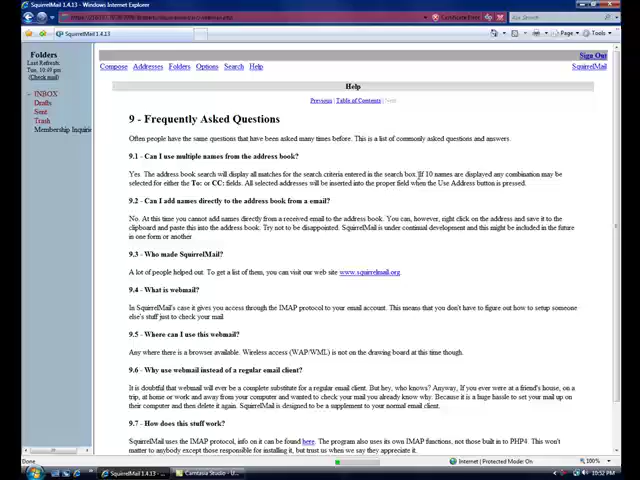 SquirrelMail 1.4.13 - Windows Internet Explorer
Certificate Error
SquirrelMail 1.4.13
Page
Tools
Folders
Last Refresh:
Tue, 10:49 pm
(Check mail)
INBOX
Drafts
Sent
Trash
Membership Inquirie
Sign Out
Compose Addresses Folders Options Search Help
SquirrelMail
Help
Previous | Table of Contents | Next
9 - Frequently Asked Questions
Often people have the same questions that have been asked many times before. This is a list of commonly asked questions and answers.
9.1 - Can I use multiple names from the address book?
Yes. The address book search will display all matches for the search criteria entered in the search box. If 10 names are displayed any combination may be
selected for either the To: or CC: fields. All selected addresses will be inserted into the proper field when the Use Address button is pressed.
9.2 - Can I add names directly to the address book from a email?
No. At this time you cannot add names directly from a received email to the address book. You can, however, right click on the address and save it to the
clipboard and paste this into the address book. Try not to be disappointed. SquirrelMail is under continual development and this might be included in the future
in one form or another
9.3 - Who made SquirrelMail?
A lot of people helped out. To get a list of them, you can visit our web site www.squirrelmail.org.
9.4 - What is webmail?
In SquirrelMail's case it gives you access through the IMAP protocol to your email account. This means that you don't have to figure out how to setup someone
else's stuff just to check your mail
9.5 - Where can I use this webmail?
Any where there is a browser available. Wireless access (WAP/WML) is not on the drawing board at this time though.
9.6 - Why use webmail instead of a regular email client?
It is doubtful that webmail will ever be a complete substitute for a regular email client. But hey, who knows? Anyway, If you ever were at a friend's house, on a
trip, at home or work and away from your computer and wanted to check your mail you already know why. Because it is a huge hassle to set your mail up on
their computer and then delete it again. SquirrelMail is designed to be a supplement to your normal email client.
9.7 - How does this stuff work?
SquirrelMail uses the IMAP protocol, info on it can be found here. The program also uses its own IMAP functions, not those built in to PHP4. This won't
matter to anybody except those responsible for installing it, but trust us when we say they appreciate it.
Done
Internet | Protected Mode: On
100%
SquirrelMail 1.4.13 - ...
Camtasia Studio - U...
10:52 PM